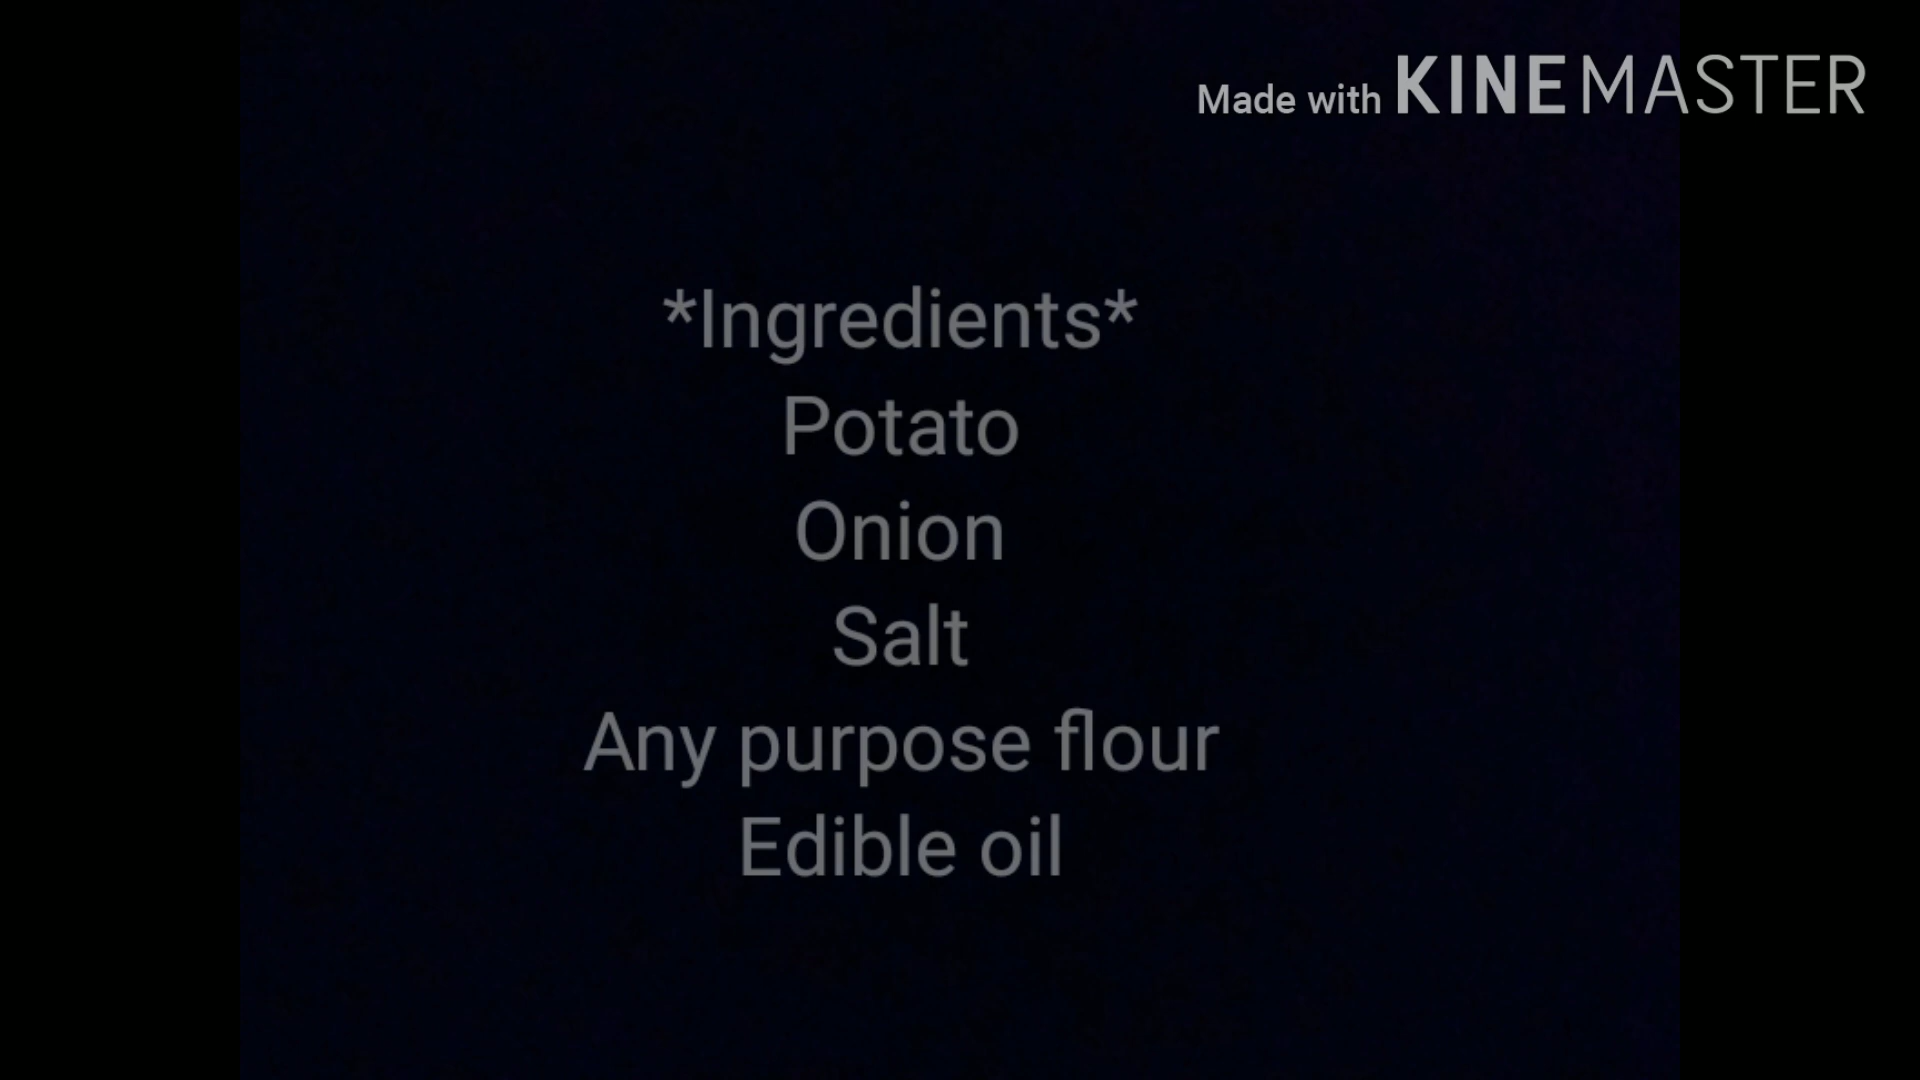 Made with KINEMASTER
*Ingredients*
Potato
Onion
Salt
Any purpose flour
Edible oil